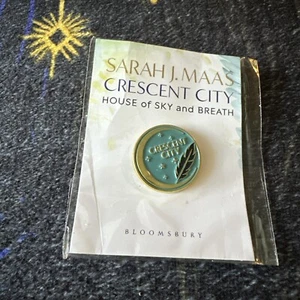 SARAH J. MAAS
CRESCENT CITY
HOUSE of SKY and BREATH
CRESCENT
CITY
BLOOMSBURY